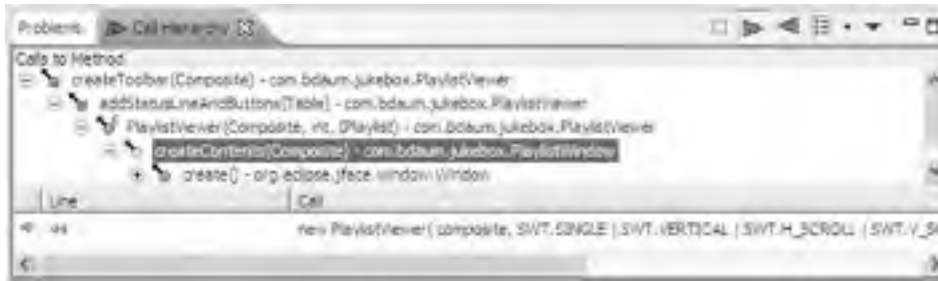 Problems Call Hierarchy
Calls to Method
createToolbar(Composite) - com.bdaum.jukebox.PlaylistViewer
addStatusLineAndButtons(Table) - com.bdaum.jukebox.PlaylistViewer
PlaylistViewer(Composite, int, IPlaylist) - com.bdaum.jukebox.PlaylistViewer
createContents(Composite) - com.bdaum.jukebox.PlaylistWindow
create() - org.eclipse.jface.window.Window
Line Call
new PlaylistViewer( composite, SWT.SINGLE | SWT.VERTICAL | SWT.H_SCROLL | SWT.V_